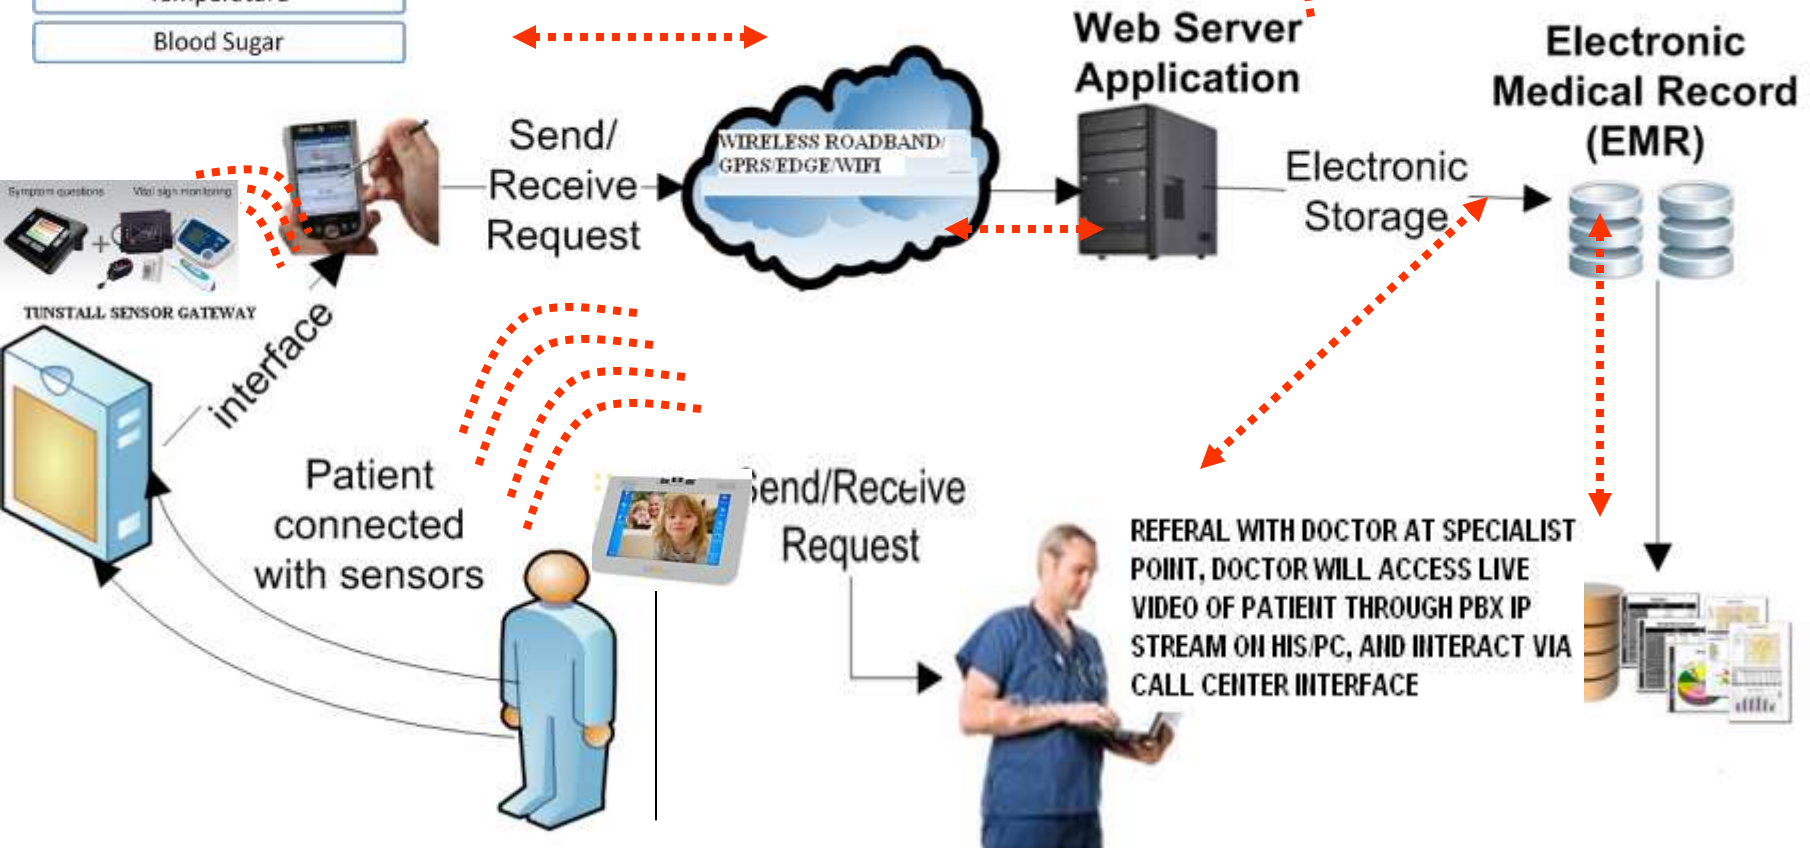 Temperature
Blood Sugar
Web Server
Application
Electronic
Medical Record
(EMR)
Send/
Receive
Request
WIRELESS ROADBAND/
GPRS/EDGE/WIFI
Electronic
Storage
Symptom questions
Vital sign monitoring
+
TUNSTALL SENSOR GATEWAY
interface
Patient
connected
with sensors
Send/Receive
Request
REFERAL WITH DOCTOR AT SPECIALIST
POINT, DOCTOR WILL ACCESS LIVE
VIDEO OF PATIENT THROUGH PBX IP
STREAM ON HIS/PC, AND INTERACT VIA
CALL CENTER INTERFACE